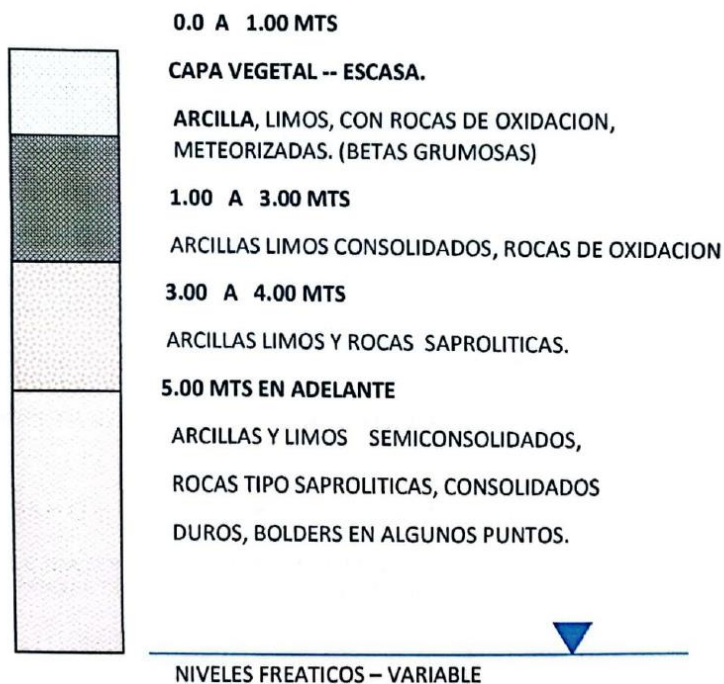 0.0 A 1.00 MTS
CAPA VEGETAL -- ESCASA.
ARCILLA, LIMOS, CON ROCAS DE OXIDACION,
METEORIZADAS. (BETAS GRUMOSAS)
1.00 A 3.00 MTS
ARCILLAS LIMOS CONSOLIDADOS, ROCAS DE OXIDACION
3.00 A 4.00 MTS
ARCILLAS LIMOS Y ROCAS SAPROLITICAS.
5.00 MTS EN ADELANTE
ARCILLAS Y LIMOS SEMICONSOLIDADOS,
ROCAS TIPO SAPROLITICAS, CONSOLIDADOS
DUROS, BOLDERS EN ALGUNOS PUNTOS.
NIVELES FREATICOS – VARIABLE